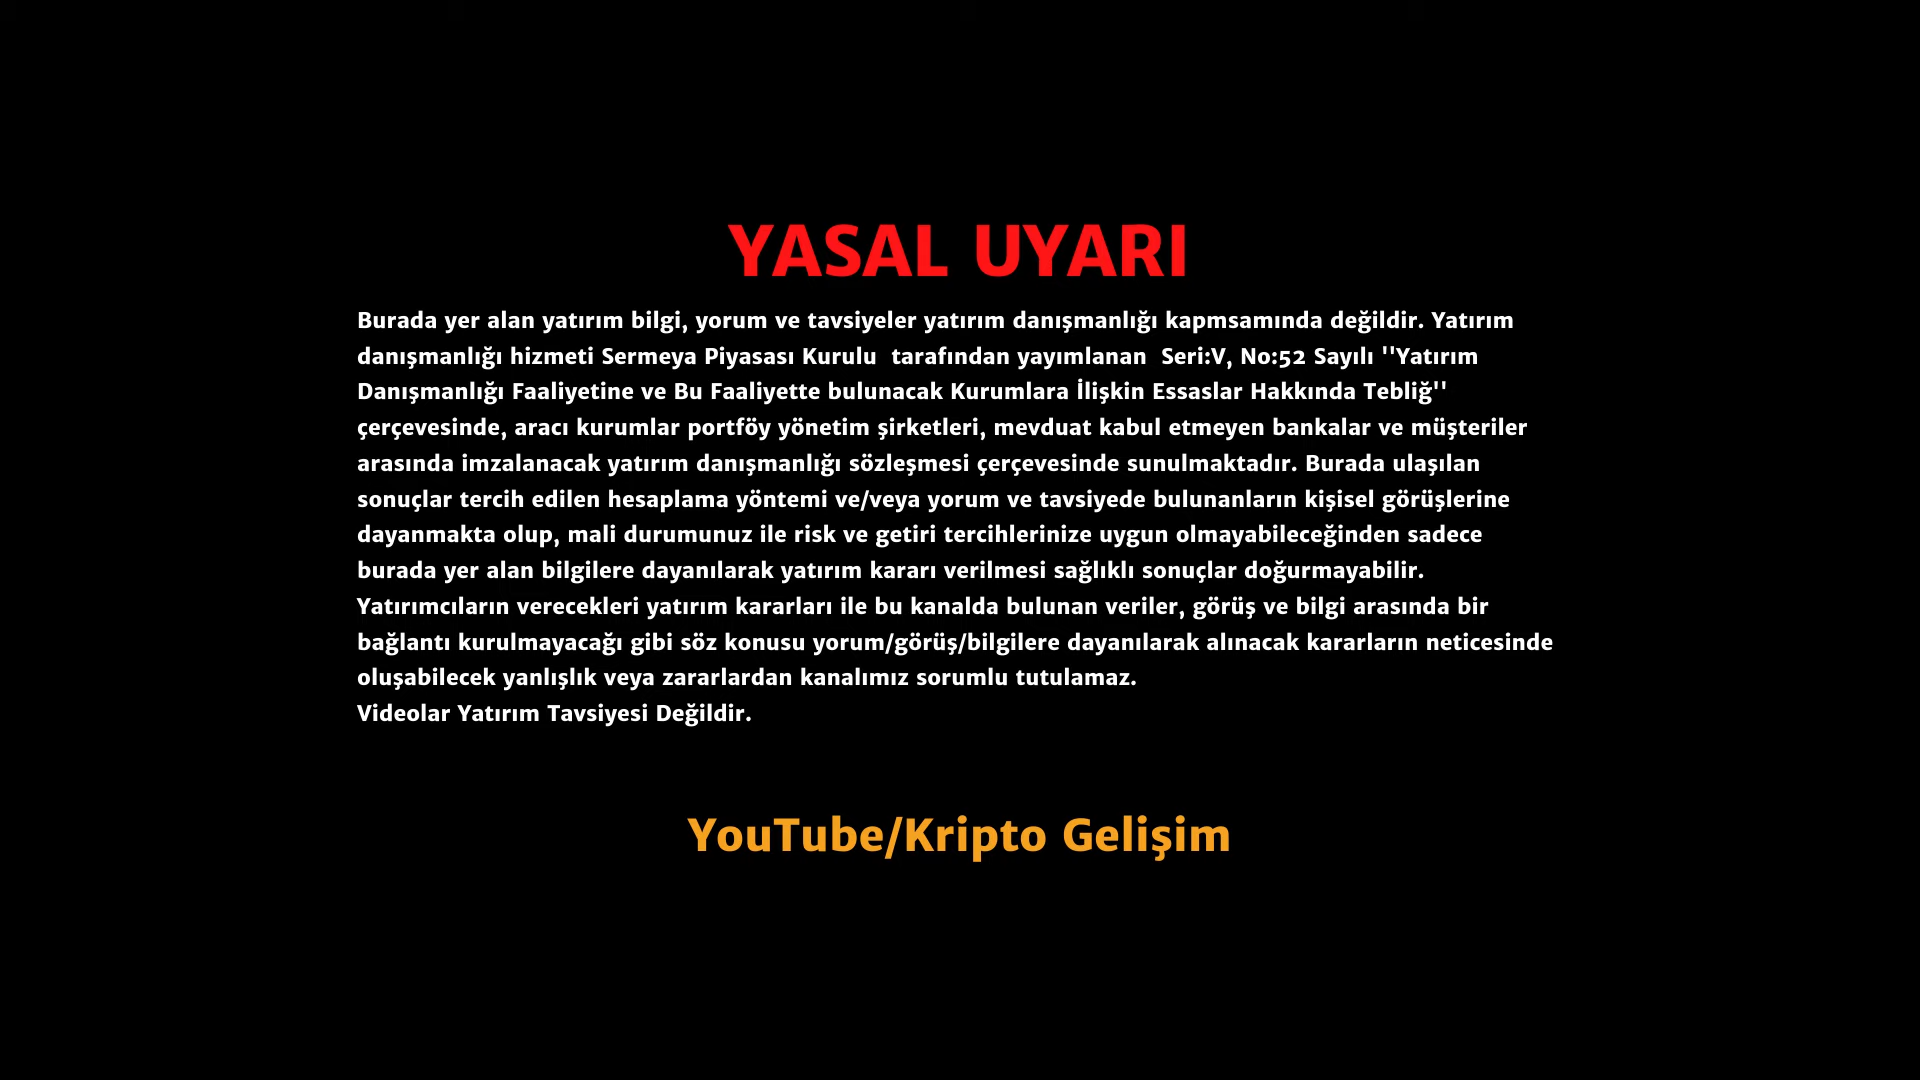 YASAL UYARI
Burada yer alan yatırım bilgi, yorum ve tavsiyeler yatırım danışmanlığı kapmsamında değildir. Yatırım
danışmanlığı hizmeti Sermeya Piyasası Kurulu  tarafından yayımlanan  Seri:V, No:52 Sayılı ''Yatırım
Danışmanlığı Faaliyetine ve Bu Faaliyette bulunacak Kurumlara İlişkin Essaslar Hakkında Tebliğ''
çerçevesinde, aracı kurumlar portföy yönetim şirketleri, mevduat kabul etmeyen bankalar ve müşteriler
arasında imzalanacak yatırım danışmanlığı sözleşmesi çerçevesinde sunulmaktadır. Burada ulaşılan
sonuçlar tercih edilen hesaplama yöntemi ve/veya yorum ve tavsiyede bulunanların kişisel görüşlerine
dayanmakta olup, mali durumunuz ile risk ve getiri tercihlerinize uygun olmayabileceğinden sadece
burada yer alan bilgilere dayanılarak yatırım kararı verilmesi sağlıklı sonuçlar doğurmayabilir.
Yatırımcıların verecekleri yatırım kararları ile bu kanalda bulunan veriler, görüş ve bilgi arasında bir
bağlantı kurulmayacağı gibi söz konusu yorum/görüş/bilgilere dayanılarak alınacak kararların neticesinde
oluşabilecek yanlışlık veya zararlardan kanalımız sorumlu tutulamaz.
Videolar Yatırım Tavsiyesi Değildir.
YouTube/Kripto Gelişim